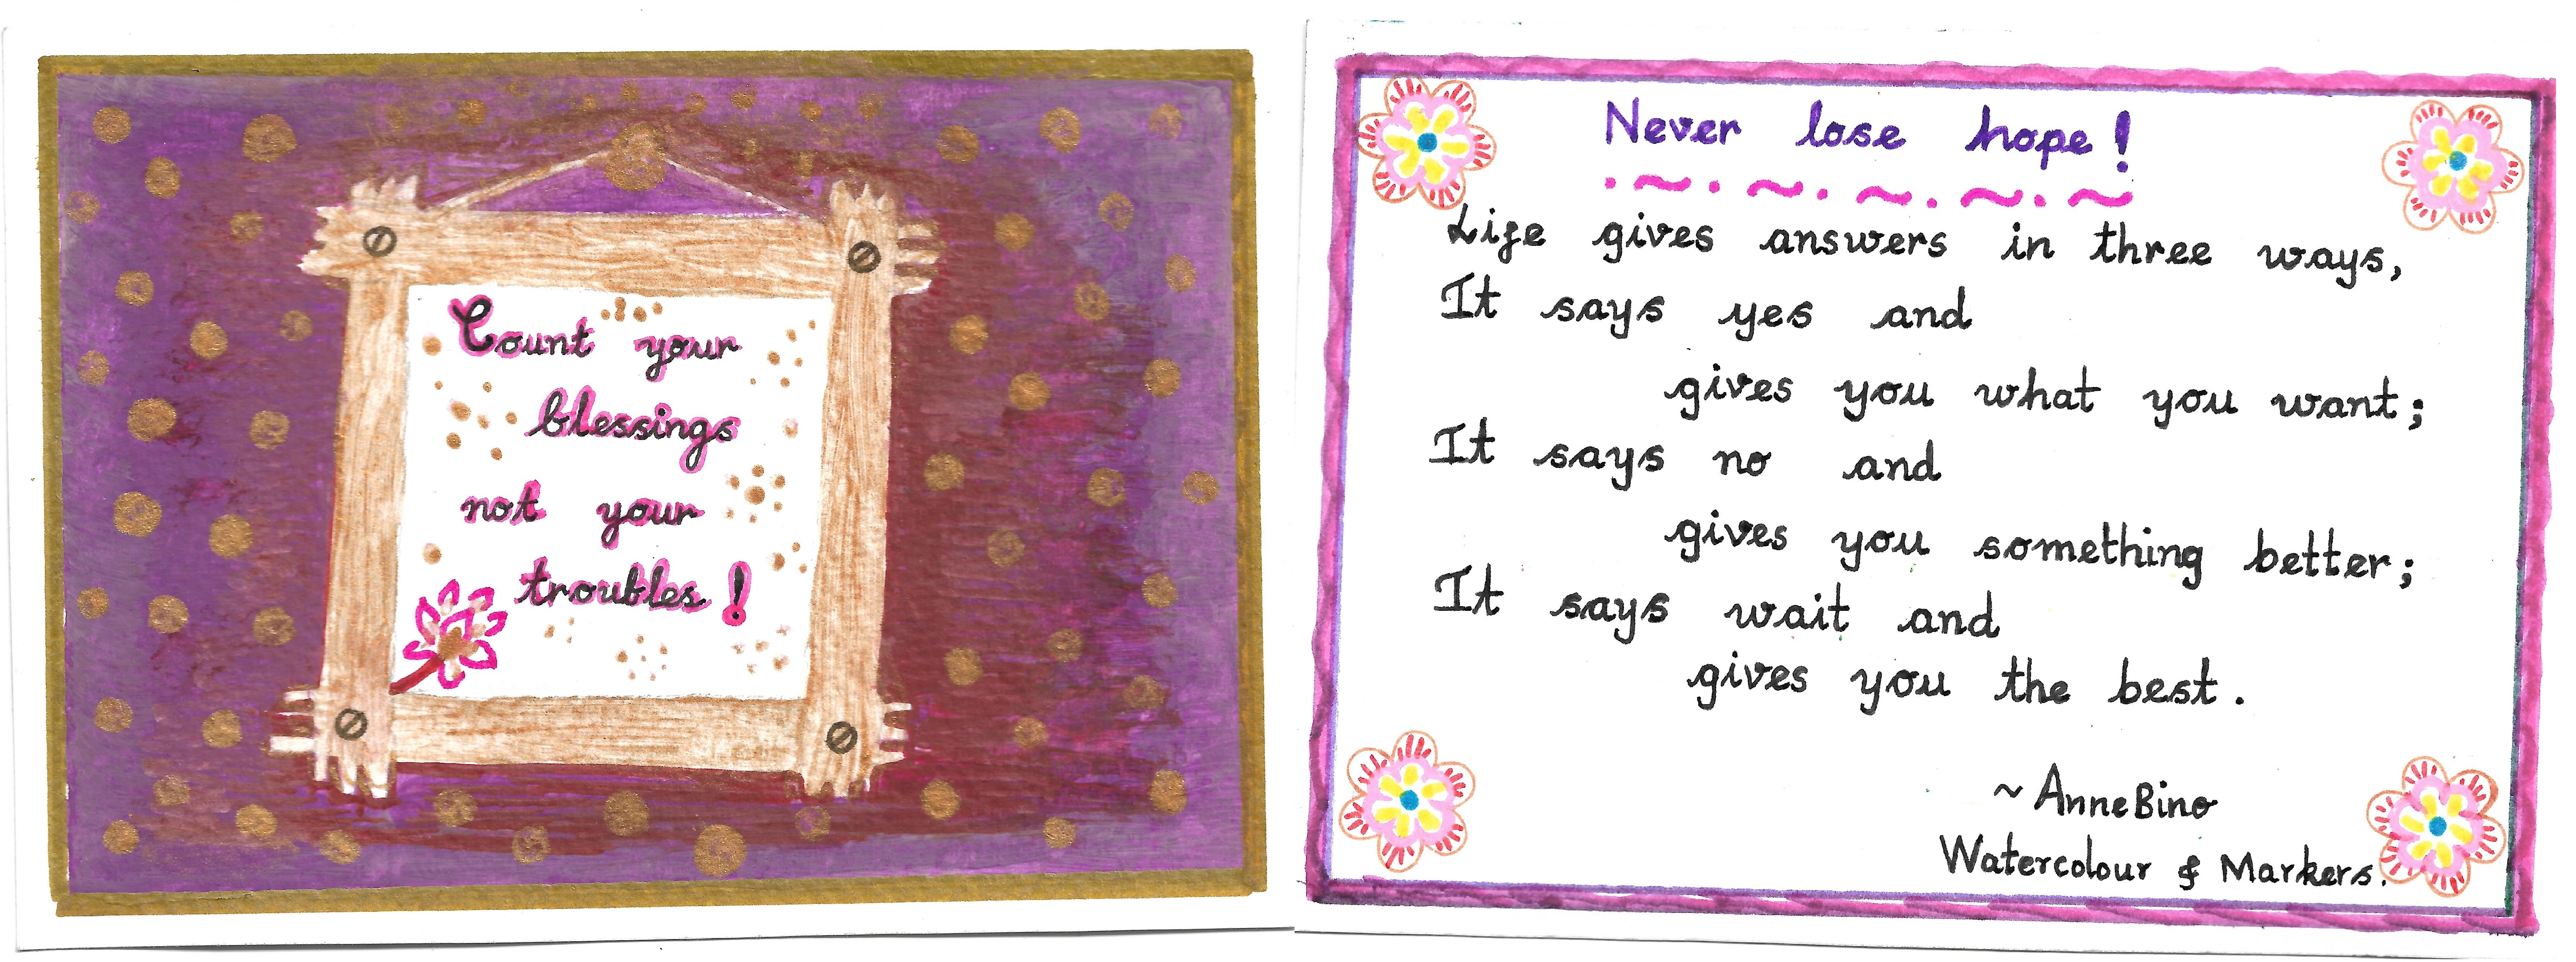 Count your
blessings
not your
troubles!
Never lose hope!
Life gives answers in three ways,
It says yes and
gives you what you want;
It says no and
gives you something better;
It says wait and
gives you the best.
~ Anne Bino
Watercolour & Markers.